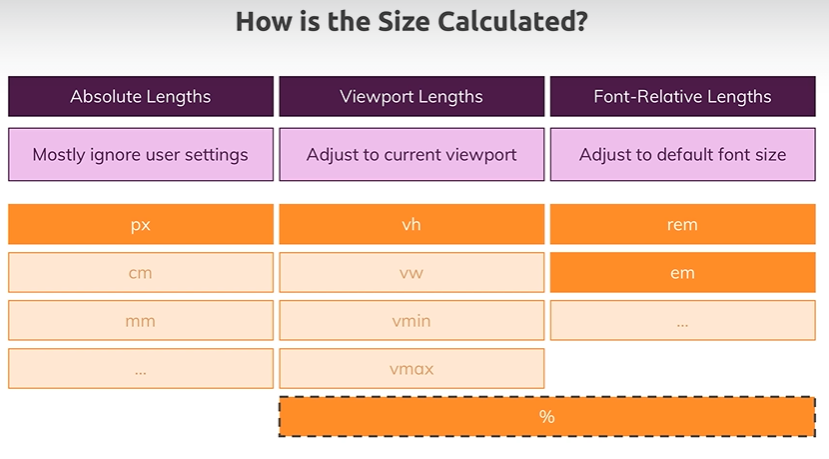 How is the Size Calculated?
Absolute Lengths
Viewport Lengths
Font-Relative Lengths
Mostly ignore user settings
Adjust to current viewport
Adjust to default font size
px
vh
rem
cm
vw
em
mm
vmin
...
...
vmax
%